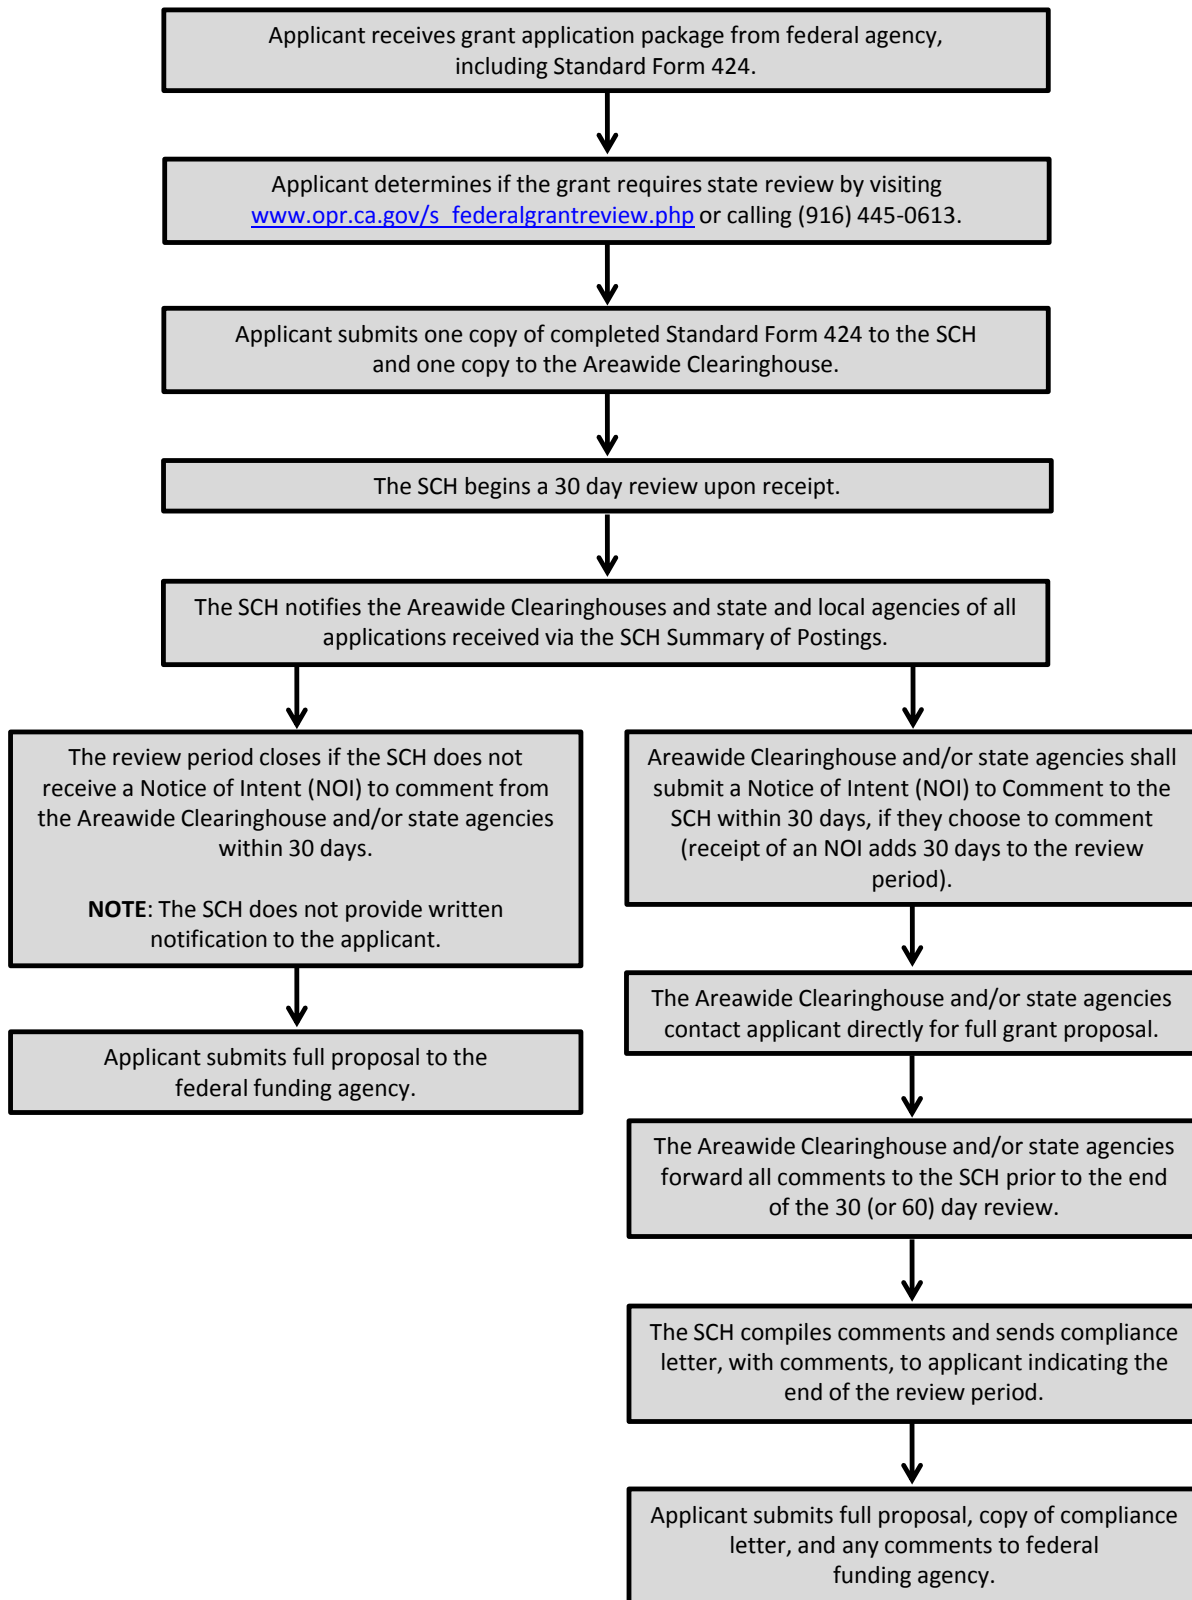 Applicant receives grant application package from federal agency,
including Standard Form 424.
Applicant determines if the grant requires state review by visiting
www.opr.ca.gov/s_federalgrantreview.php or calling (916) 445-0613.
Applicant submits one copy of completed Standard Form 424 to the SCH
and one copy to the Areawide Clearinghouse.
The SCH begins a 30 day review upon receipt.
The SCH notifies the Areawide Clearinghouses and state and local agencies of all
applications received via the SCH Summary of Postings.
The review period closes if the SCH does not
receive a Notice of Intent (NOI) to comment from
the Areawide Clearinghouse and/or state agencies
within 30 days.
NOTE: The SCH does not provide written
notification to the applicant.
Applicant submits full proposal to the
federal funding agency.
Areawide Clearinghouse and/or state agencies shall
submit a Notice of Intent (NOI) to Comment to the
SCH within 30 days, if they choose to comment
(receipt of an NOI adds 30 days to the review
period).
The Areawide Clearinghouse and/or state agencies
contact applicant directly for full grant proposal.
The Areawide Clearinghouse and/or state agencies
forward all comments to the SCH prior to the end
of the 30 (or 60) day review.
The SCH compiles comments and sends compliance
letter, with comments, to applicant indicating the
end of the review period.
Applicant submits full proposal, copy of compliance
letter, and any comments to federal
funding agency.